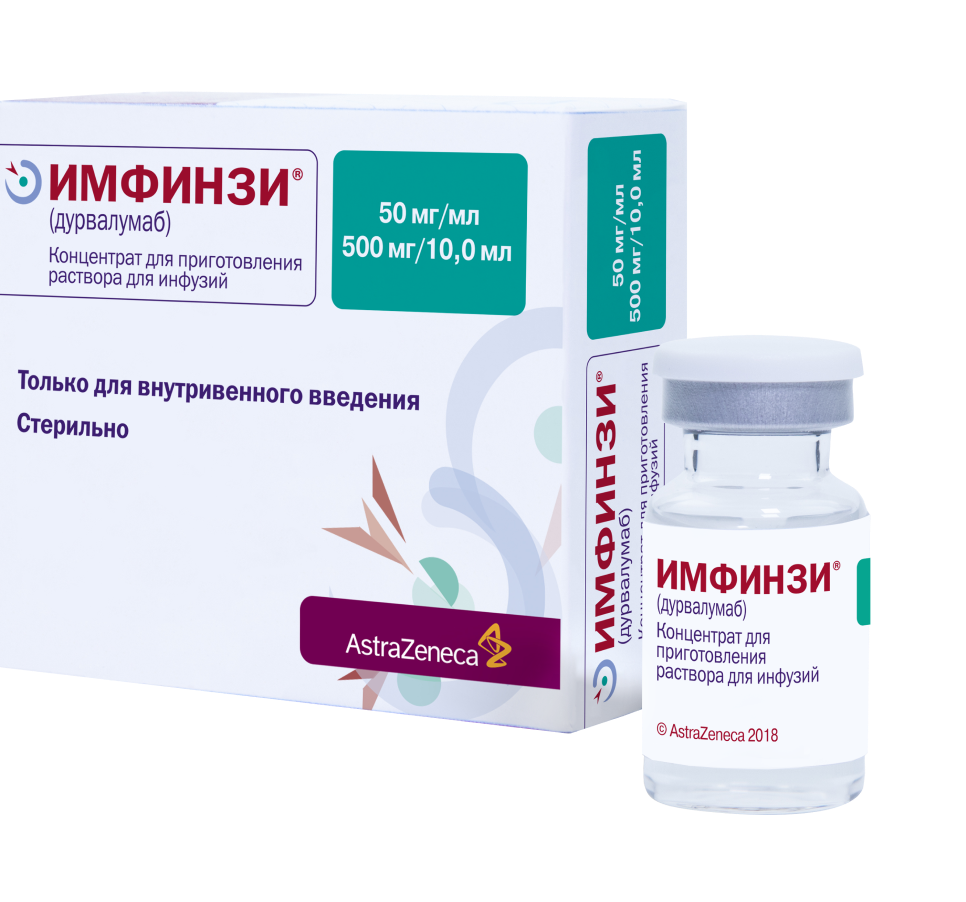 ИМФИНЗИ®
(дурвалумаб)
Концентрат для приготовления
раствора для инфузий
50 мг/мл
500 мг/10,0 мл
Только для внутривенного введения
Стерильно
AstraZeneca
50 мг/мл
500 мг/10,0 мл
ИМФИНЗИ®
(дурвалумаб)
приготовления
ИМФИНЗИ®
(дурвалумаб)
Концентрат для
приготовления
раствора для инфузий
© AstraZeneca 2018